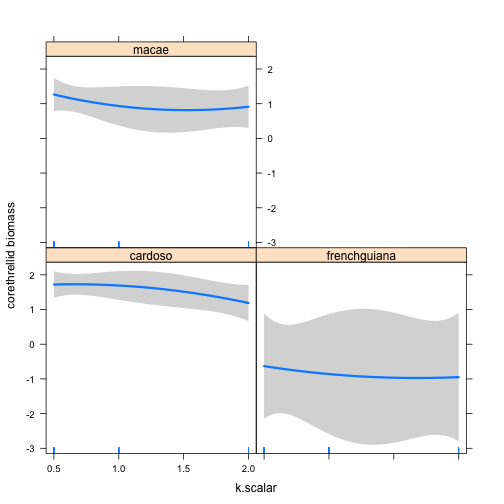 macae
2
1
0
-1
-2
-3
corethrellid biomass
cardoso
frenchguiana
2
1
0
-1
-2
-3
0.5 1.0 1.5 2.0
k.scalar